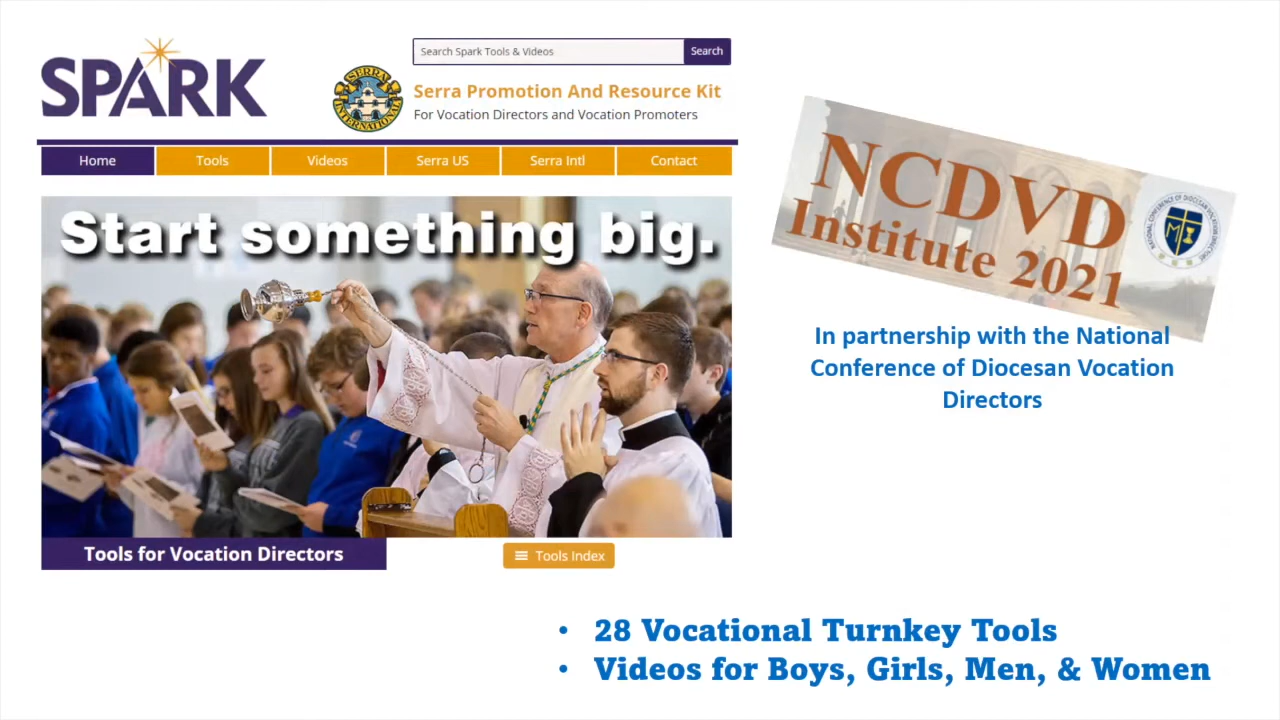 SPARK
Search Spark Tools & Videos
Search
SERRA
INTERNATIONAL
Serra Promotion And Resource Kit
For Vocation Directors and Vocation Promoters
Home
Tools
Videos
Serra US
Serra Intl
Contact
Start something big.
Tools for Vocation Directors
Tools Index
NCDVD
Institute 2021
In partnership with the National
Conference of Diocesan Vocation
Directors
• 28 Vocational Turnkey Tools
• Videos for Boys, Girls, Men, & Women